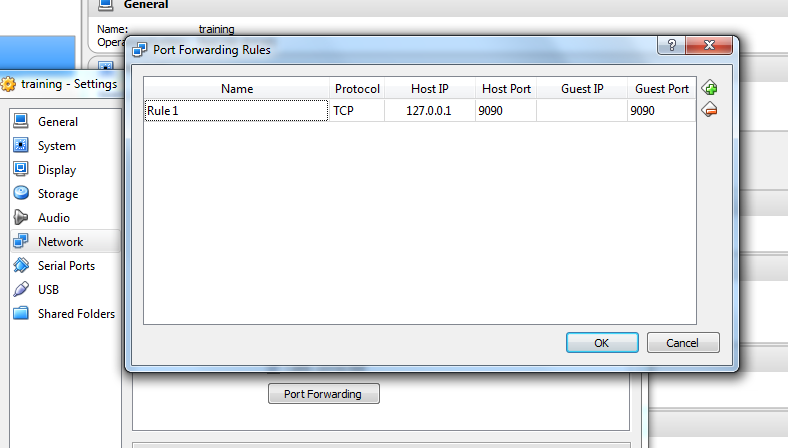 General
Name: training
Opera
Port Forwarding Rules
training - Settings
Name Protocol Host IP Host Port Guest IP Guest Port
Rule 1 TCP 127.0.0.1 9090 9090
General
System
Display
Storage
Audio
Network
Serial Ports
USB
Shared Folders
OK Cancel
Port Forwarding